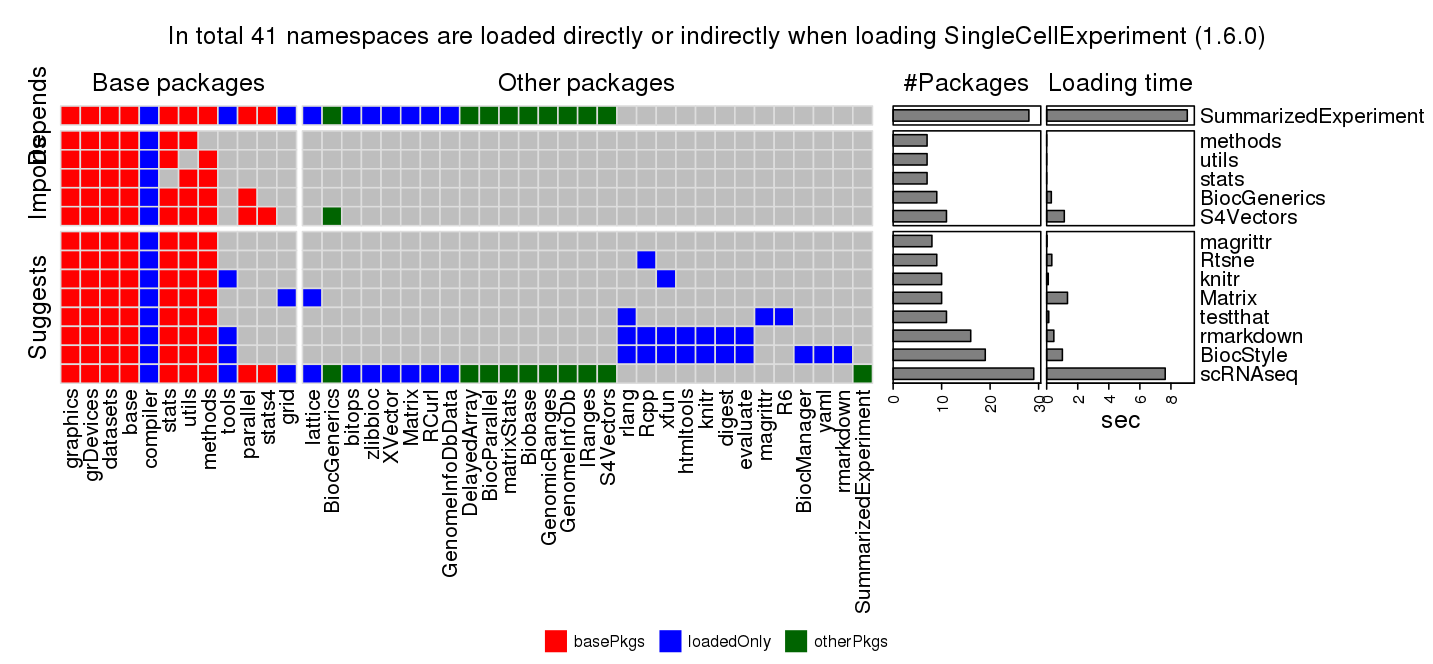 In total 41 namespaces are loaded directly or indirectly when loading SingleCellExperiment (1.6.0)
Base packages
Other packages
#Packages
Loading time
Depends
SummarizedExperiment
Imports
methods
utils
stats
BiocGenerics
S4Vectors
Suggests
magrittr
Rtsne
knitr
Matrix
testthat
rmarkdown
BiocStyle
scRNAseq
graphics
grDevices
datasets
base
compiler
stats
utils
methods
tools
parallel
stats4
grid
lattice
BiocGenerics
bitops
zlibbioc
XVector
Matrix
RCurl
GenomeInfoDbData
DelayedArray
BiocParallel
matrixStats
Biobase
GenomicRanges
GenomeInfoDb
IRanges
S4Vectors
rlang
Rcpp
xfun
htmltools
knitr
digest
evaluate
magrittr
R6
BiocManager
yaml
rmarkdown
SummarizedExperiment
0 10 20 30
0 2 4 6 8
sec
basePkgs loadedOnly otherPkgs